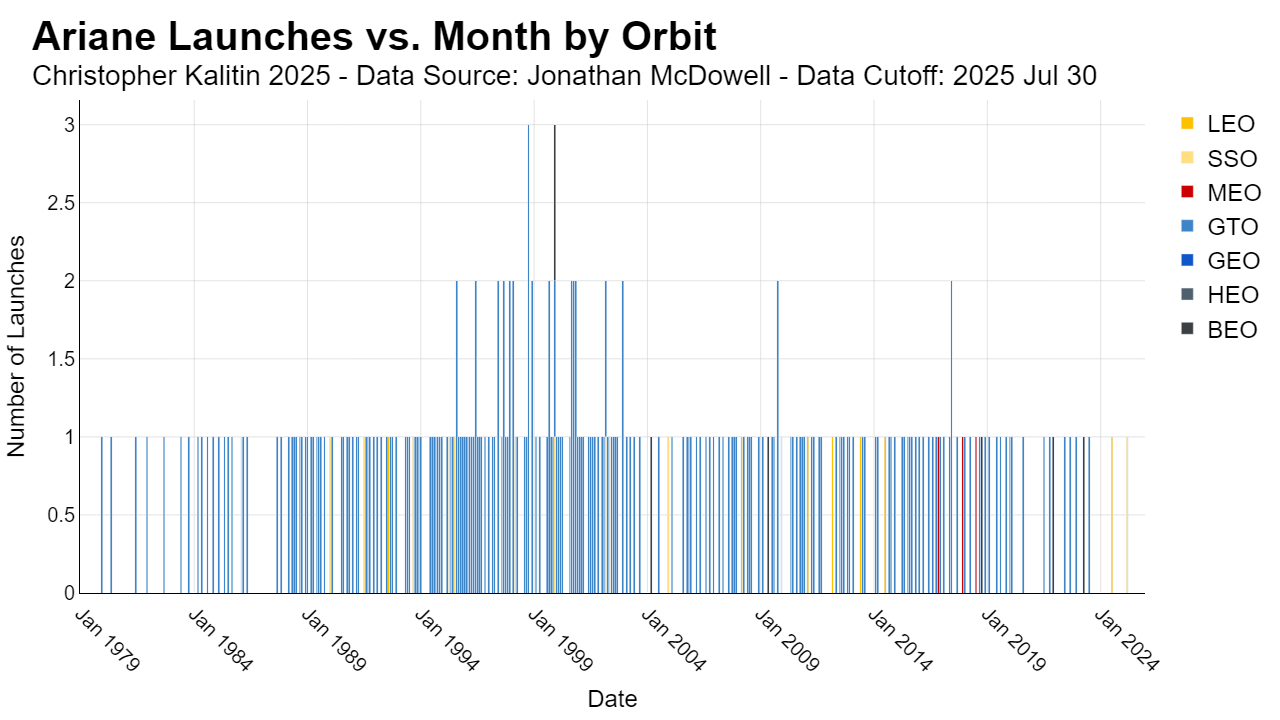 Ariane Launches vs. Month by Orbit
Christopher Kalitin 2025 - Data Source: Jonathan McDowell - Data Cutoff: 2025 Jul 30
Number of Launches
3
2.5
2
1.5
1
0.5
0
Jan 1979
Jan 1984
Jan 1989
Jan 1994
Jan 1999
Jan 2004
Jan 2009
Jan 2014
Jan 2019
Jan 2024
Date
LEO
SSO
MEO
GTO
GEO
HEO
BEO